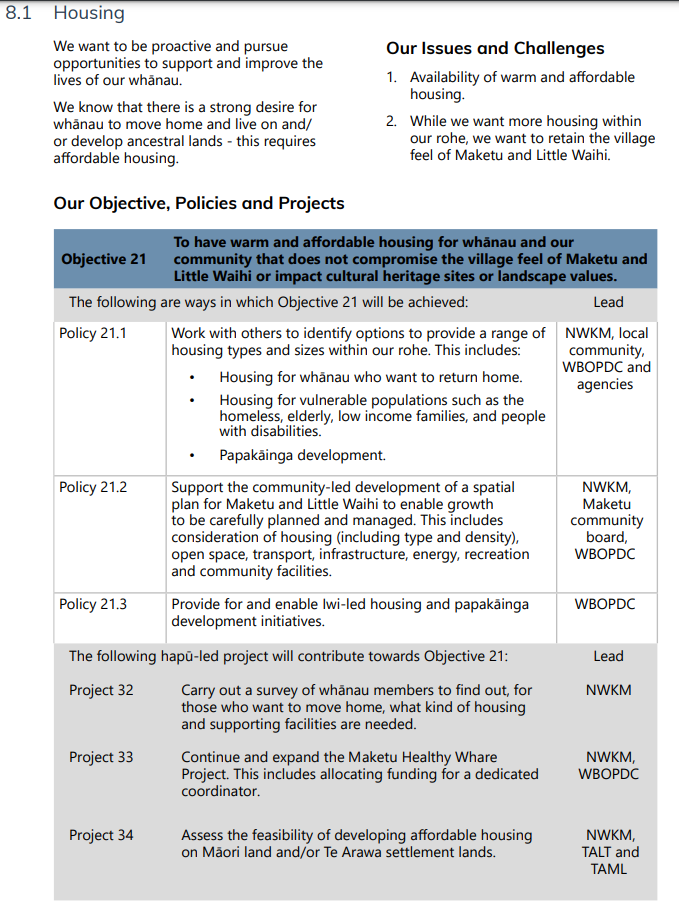 8.1 Housing
We want to be proactive and pursue
opportunities to support and improve the
lives of our whānau.
We know that there is a strong desire for
whānau to move home and live on and/
or develop ancestral lands - this requires
affordable housing.
Our Issues and Challenges
1. Availability of warm and affordable
housing.
2. While we want more housing within
our rohe, we want to retain the village
feel of Maketu and Little Waihi.
Our Objective, Policies and Projects
Objective 21
To have warm and affordable housing for whānau and our
community that does not compromise the village feel of Maketu and
Little Waihi or impact cultural heritage sites or landscape values.
The following are ways in which Objective 21 will be achieved:
Lead
Policy 21.1
Work with others to identify options to provide a range of
housing types and sizes within our rohe. This includes:
• Housing for whānau who want to return home.
• Housing for vulnerable populations such as the
homeless, elderly, low income families, and people
with disabilities.
• Papakāinga development.
NWKM, local
community,
WBOPDC and
agencies
Policy 21.2
Support the community-led development of a spatial
plan for Maketu and Little Waihi to enable growth
to be carefully planned and managed. This includes
consideration of housing (including type and density),
open space, transport, infrastructure, energy, recreation
and community facilities.
NWKM,
Maketu
community
board,
WBOPDC
Policy 21.3
Provide for and enable Iwi-led housing and papakāinga
development initiatives.
WBOPDC
The following hapū-led project will contribute towards Objective 21:
Lead
Project 32
Carry out a survey of whānau members to find out, for
those who want to move home, what kind of housing
and supporting facilities are needed.
NWKM
Project 33
Continue and expand the Maketu Healthy Whare
Project. This includes allocating funding for a dedicated
coordinator.
NWKM,
WBOPDC
Project 34
Assess the feasibility of developing affordable housing
on Māori land and/or Te Arawa settlement lands.
NWKM,
TALT and
TAML